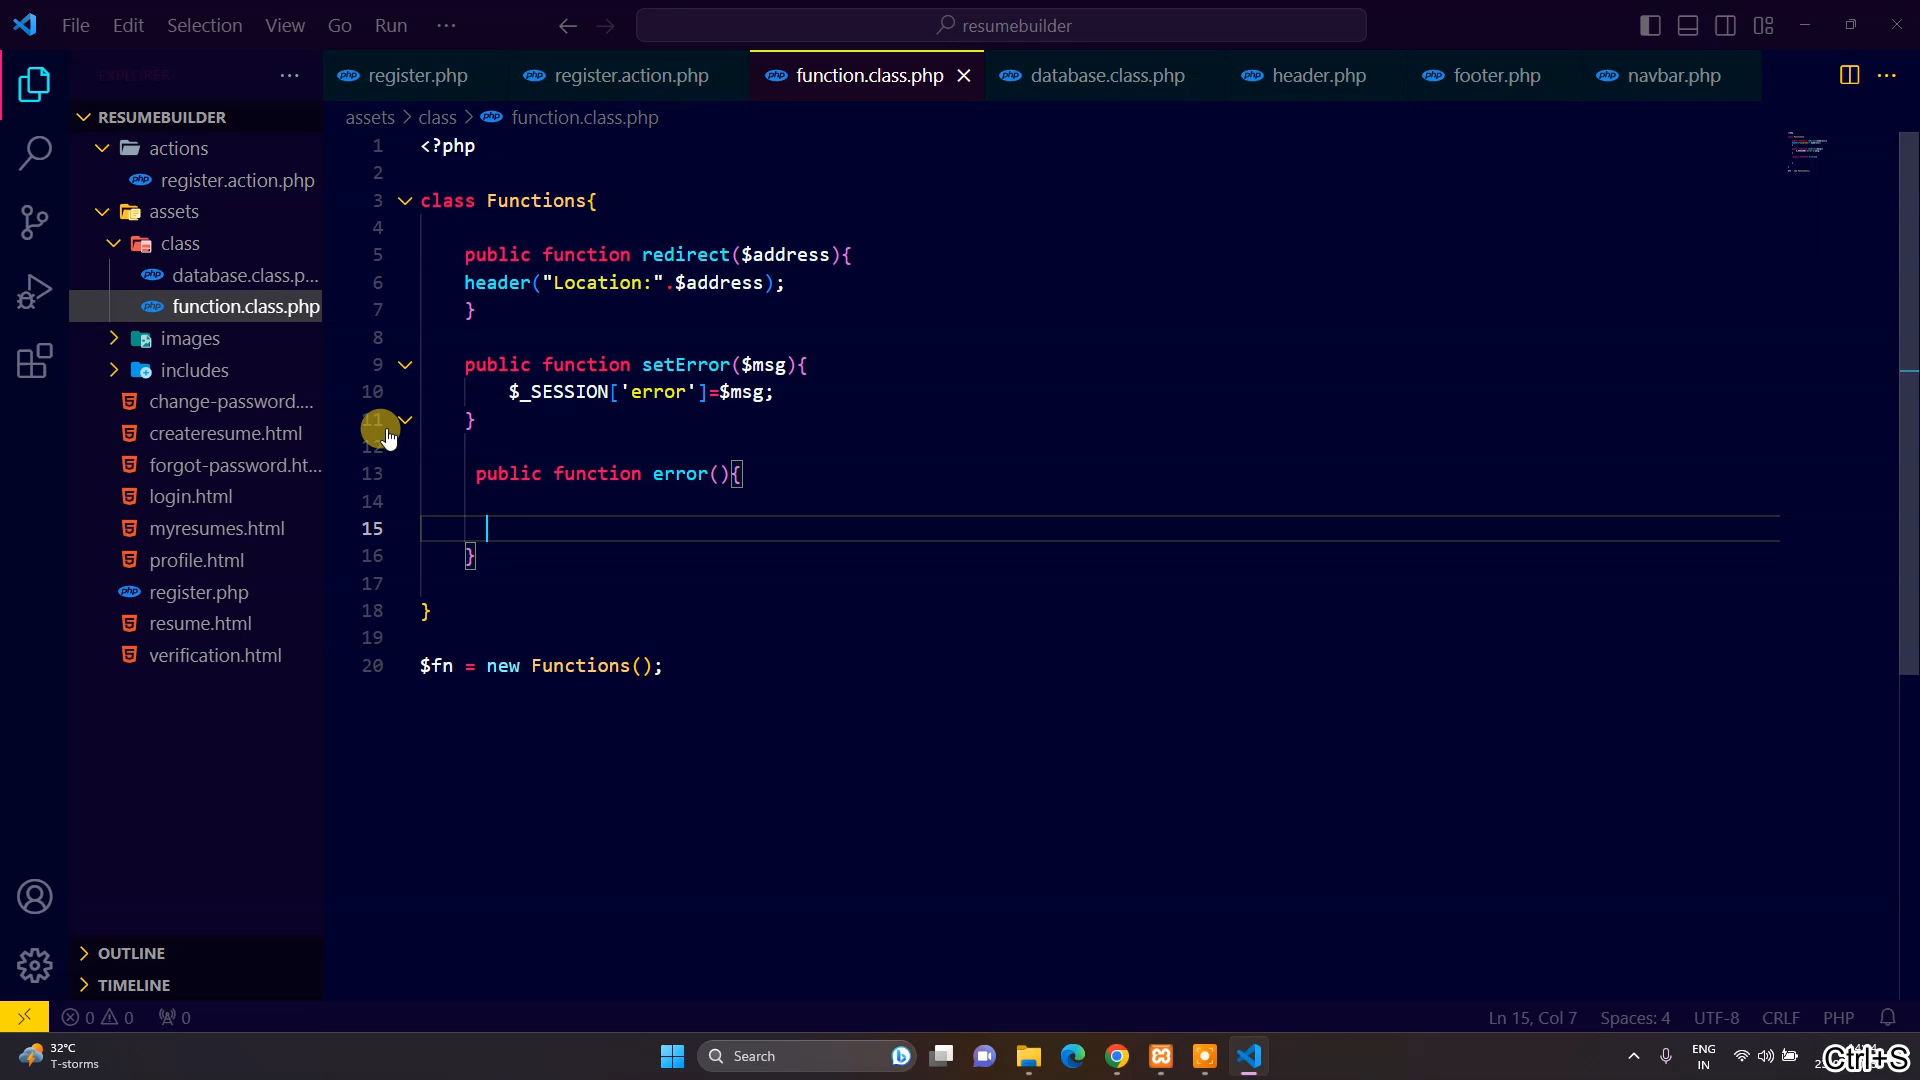 File Edit Selection View Go Run ···
resumebuilder
EXPLORER
register.php
register.action.php
function.class.php
database.class.php
header.php
footer.php
navbar.php
assets > class > function.class.php
RESUMEBUILDER
actions
register.action.php
assets
class
database.class.p...
function.class.php
images
includes
change-password....
createresume.html
forgot-password.ht...
login.html
myresumes.html
profile.html
register.php
resume.html
verification.html
OUTLINE
TIMELINE
1 <?php
2
3 class Functions{
4
5 public function redirect($address){
6 header("Location:".$address);
7 }
8
9 public function setError($msg){
10 $_SESSION['error']=$msg;
11 }
12
13 public function error(){
14
15
16 }
17
18 }
19
20 $fn = new Functions();
0 0 0
Ln 15, Col 7 Spaces: 4 UTF-8 CRLF PHP
32°C
T-storms
Search
ENG
IN
Ctrl+S